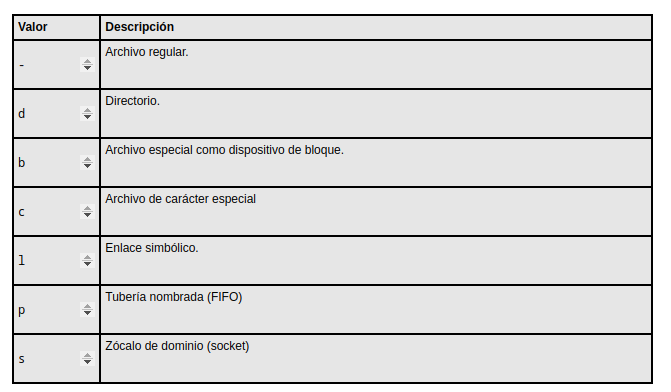 Valor Descripción
- Archivo regular.
d Directorio.
b Archivo especial como dispositivo de bloque.
c Archivo de carácter especial
l Enlace simbólico.
p Tubería nombrada (FIFO)
s Zócalo de dominio (socket)